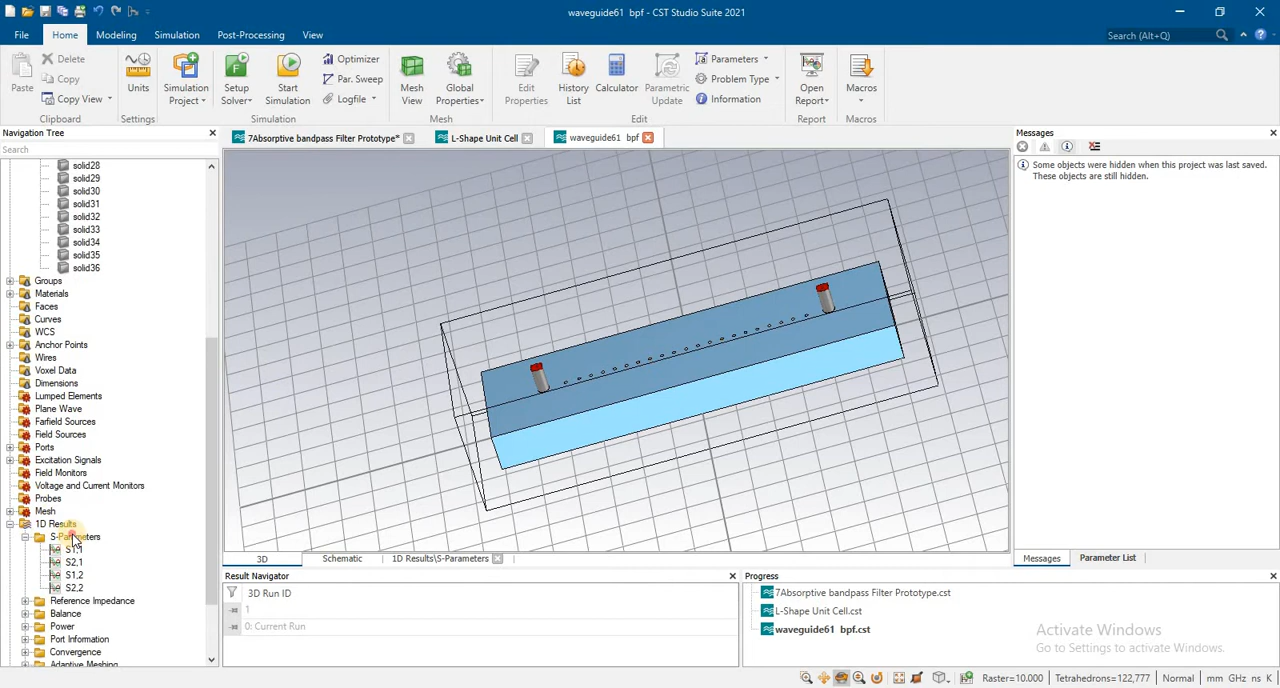 waveguide61 bpf - CST Studio Suite 2021
File Home Modeling Simulation Post-Processing View Search (Alt+Q)
Paste
Delete
Copy
Copy View
Clipboard
Units
Settings
Simulation Project
Setup Solver
Start Simulation
Optimizer
Par. Sweep
Logfile
Simulation
Mesh View
Global Properties
Mesh
Edit Properties
History List
Calculator
Parametric Update
Parameters
Problem Type
Information
Edit
Open Report
Report
Macros
Macros
Navigation Tree
Search
7Absorptive bandpass Filter Prototype*
L-Shape Unit Cell
waveguide61 bpf
Messages
Some objects were hidden when this project was last saved.
These objects are still hidden.
solid28
solid29
solid30
solid31
solid32
solid33
solid34
solid35
solid36
Groups
Materials
Faces
Curves
WCS
Anchor Points
Wires
Voxel Data
Dimensions
Lumped Elements
Plane Wave
Farfield Sources
Field Sources
Ports
Excitation Signals
Field Monitors
Voltage and Current Monitors
Probes
Mesh
1D Results
S-Parameters
S1,1
S2,1
S1,2
S2,2
Reference Impedance
Balance
Power
Port Information
Convergence
Adaptive Meshing
3D Schematic 1D Results\S-Parameters
Messages Parameter List
Result Navigator
3D Run ID
1
0: Current Run
Progress
7Absorptive bandpass Filter Prototype.cst
L-Shape Unit Cell.cst
waveguide61 bpf.cst
Activate Windows
Go to Settings to activate Windows.
Raster=10.000 Tetrahedrons=122,777 Normal mm GHz ns K